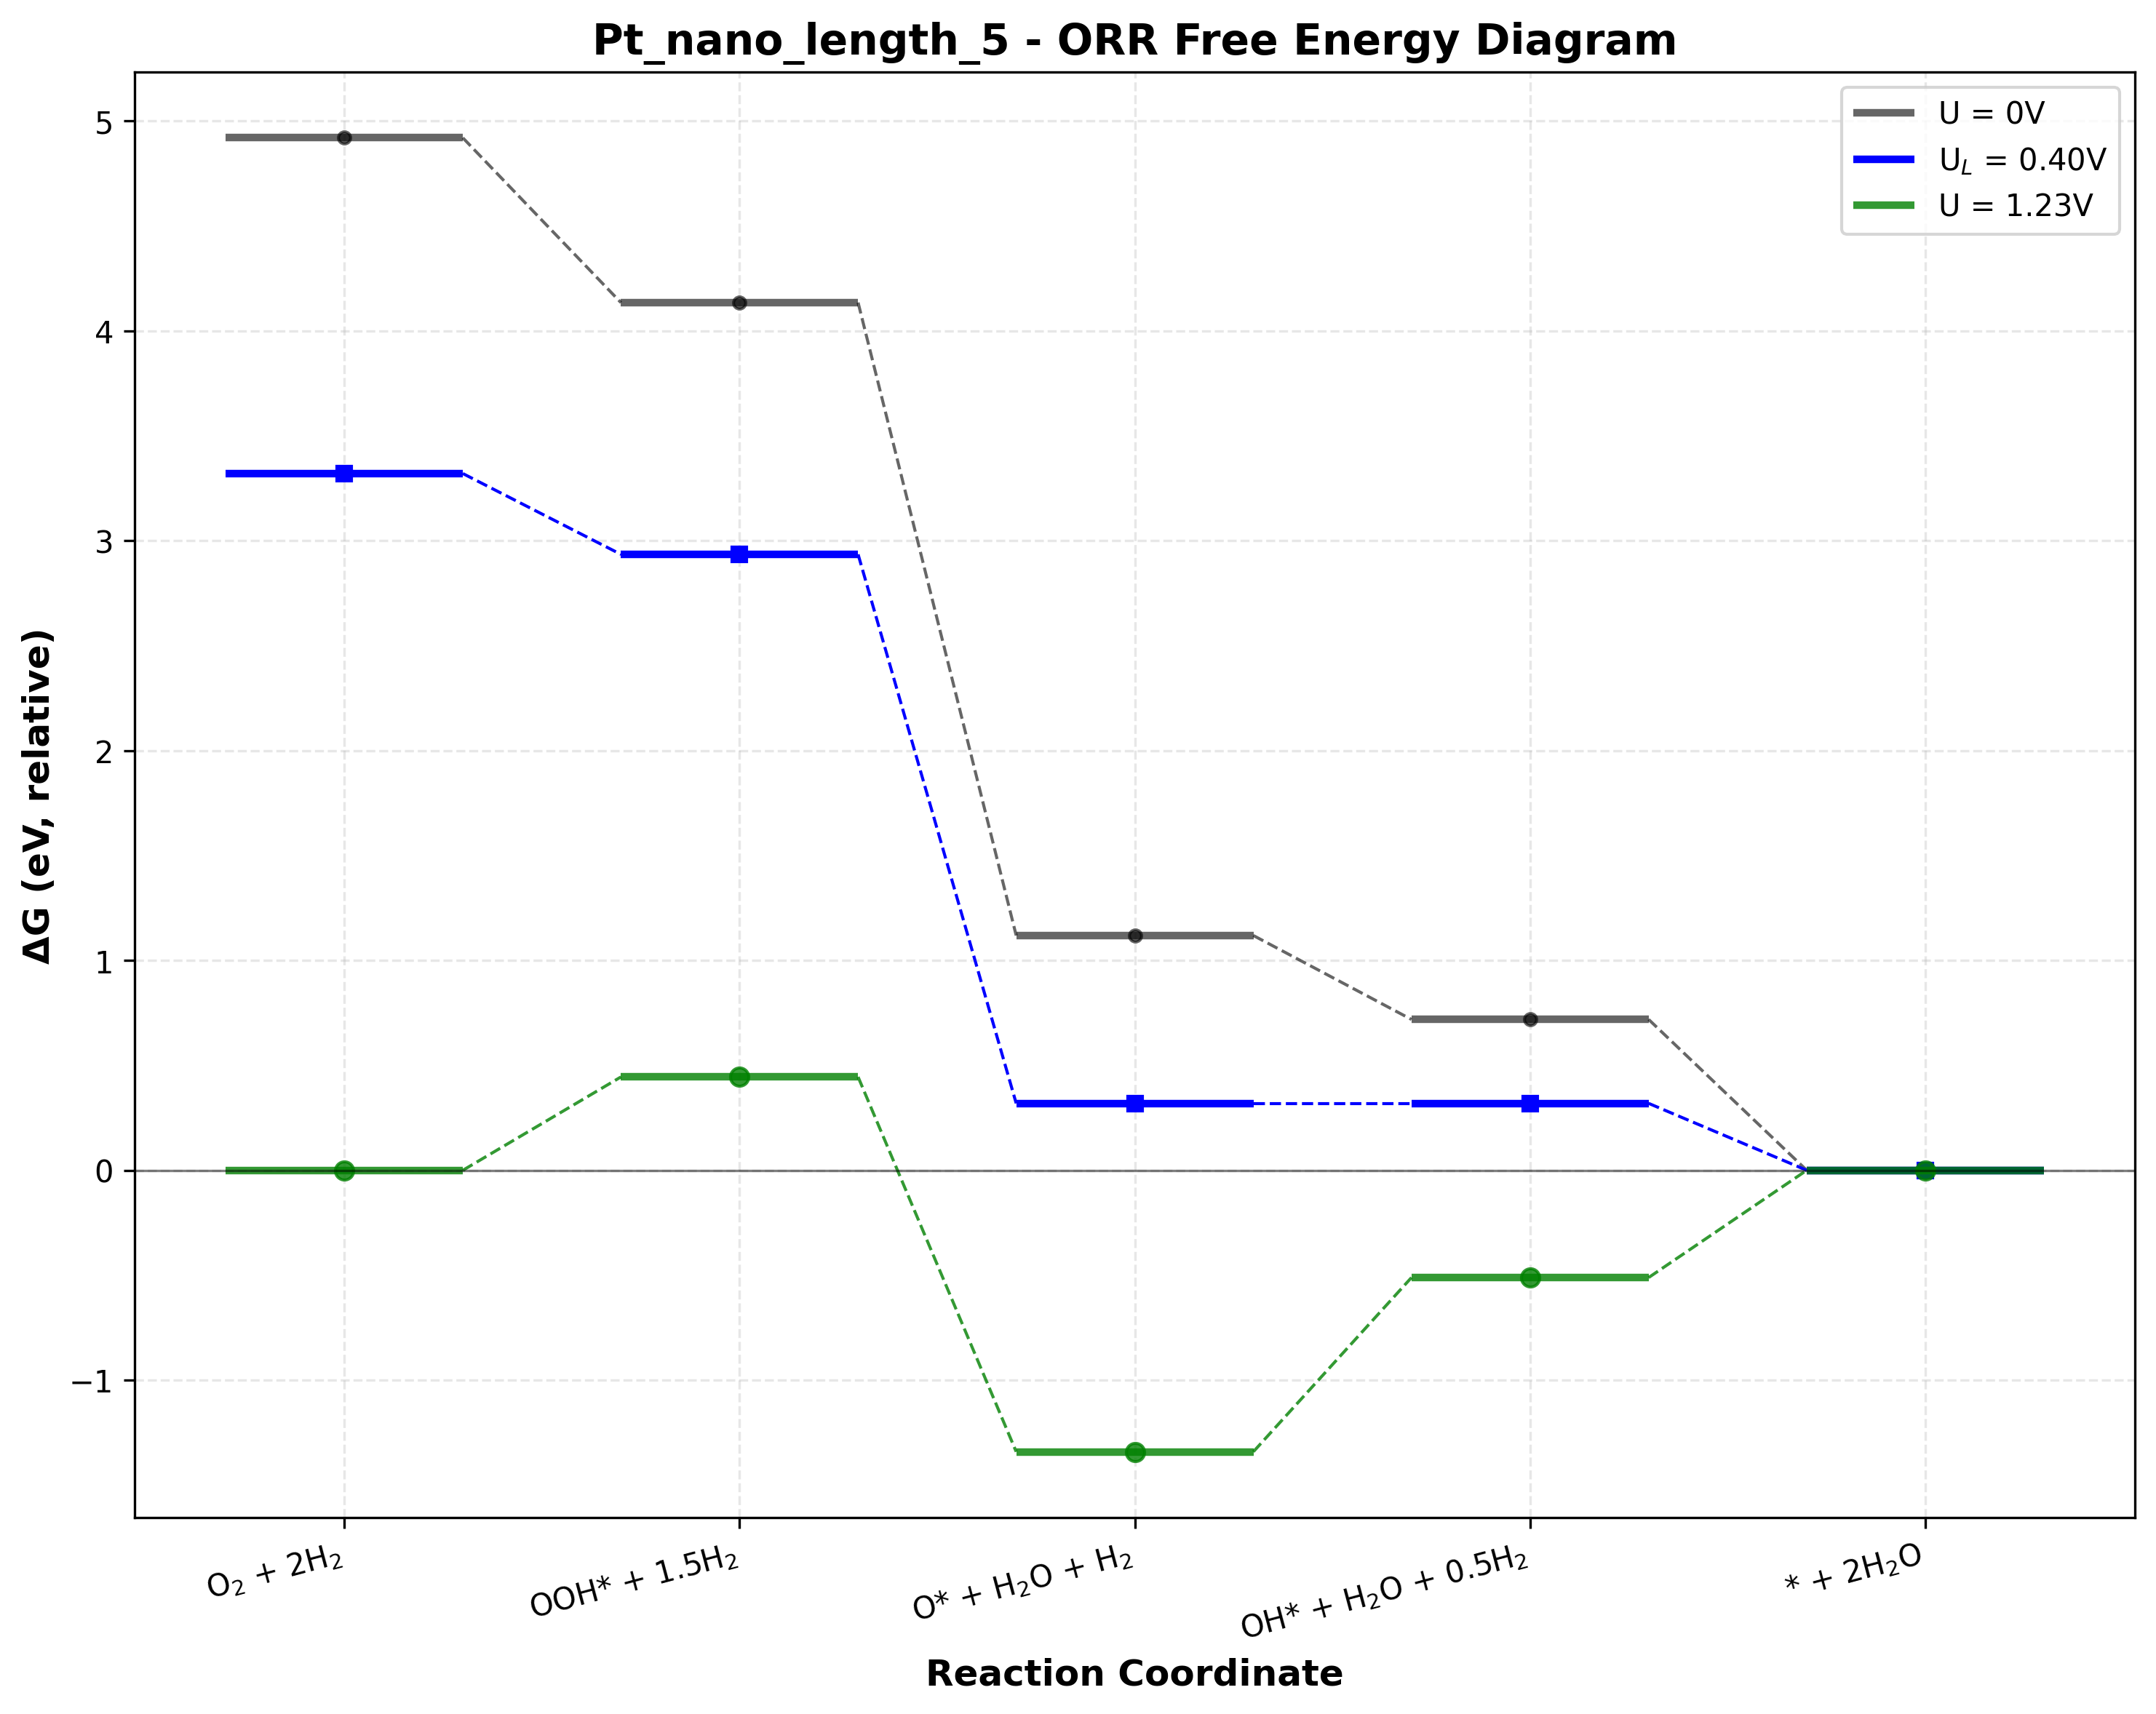 Pt_nano_length_5 - ORR Free Energy Diagram
U = 0V
U_L = 0.40V
U = 1.23V
ΔG (eV, relative)
5
4
3
2
1
0
−1
O₂ + 2H₂
OOH* + 1.5H₂
O* + H₂O + H₂
OH* + H₂O + 0.5H₂
* + 2H₂O
Reaction Coordinate